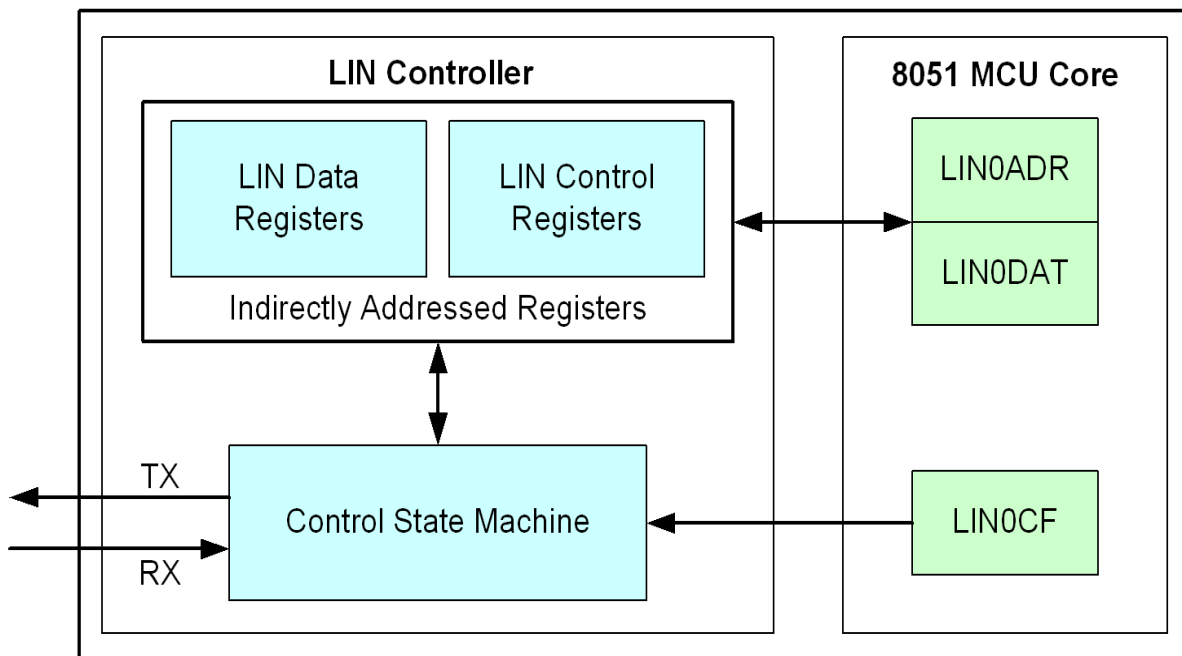 LIN Controller
8051 MCU Core
LIN Data
Registers
LIN Control
Registers
Indirectly Addressed Registers
LIN0ADR
LIN0DAT
TX
RX
Control State Machine
LIN0CF